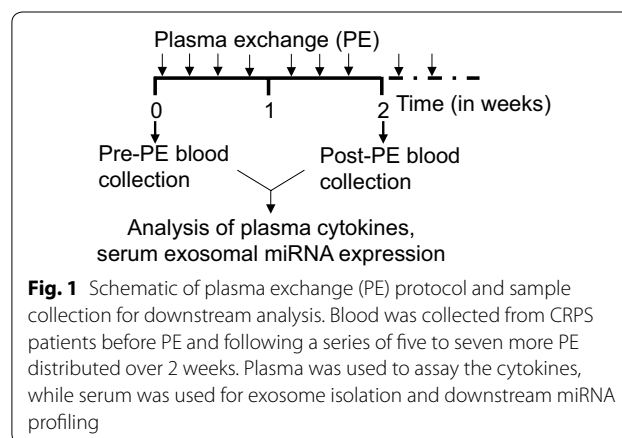 Plasma exchange (PE)
0
1
2
Time (in weeks)
Pre-PE blood
collection
Post-PE blood
collection
Analysis of plasma cytokines,
serum exosomal miRNA expression
Fig. 1 Schematic of plasma exchange (PE) protocol and sample
collection for downstream analysis. Blood was collected from CRPS
patients before PE and following a series of five to seven more PE
distributed over 2 weeks. Plasma was used to assay the cytokines,
while serum was used for exosome isolation and downstream miRNA
profiling